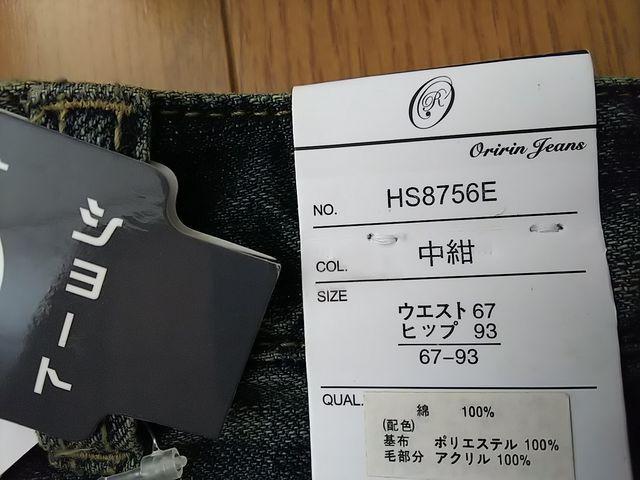 ショート
OR
Oririn Jeans
NO. HS8756E
COL. 中紺
SIZE
ウエスト 67
ヒップ 93
67-93
QUAL.
綿 100%
(配色)
基布 ポリエステル 100%
毛部分 アクリル 100%